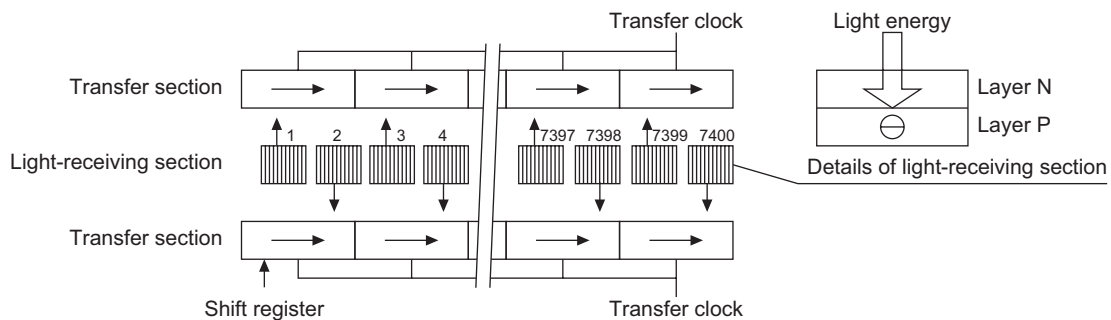 Transfer clock
Light energy
Transfer section
Layer N
Layer P
1 2 3 4 7397 7398 7399 7400
Light-receiving section
Details of light-receiving section
Transfer section
Shift register
Transfer clock